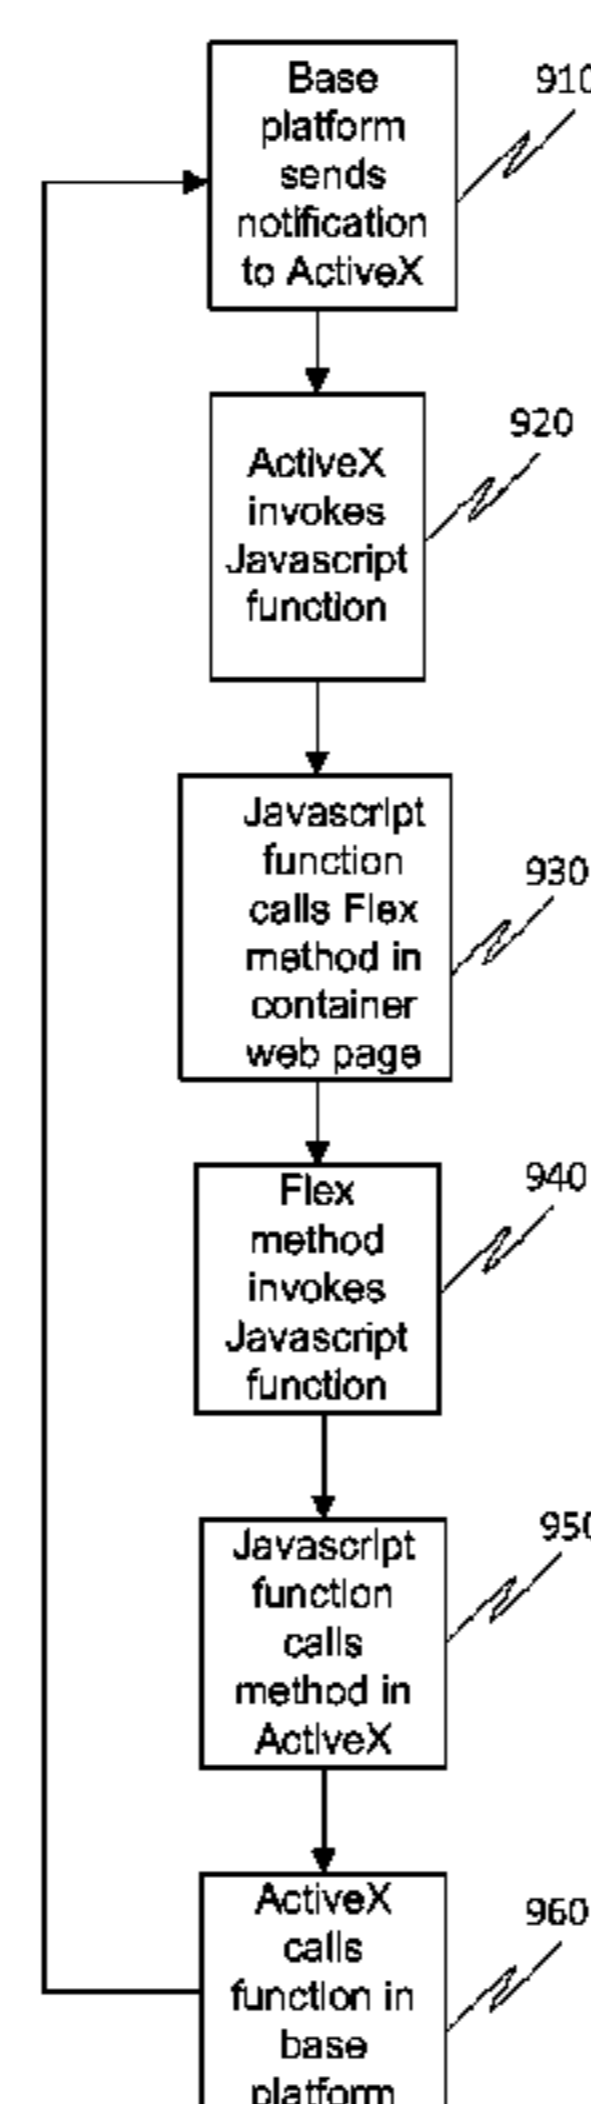 Base
platform
sends
notification
to ActiveX
910
ActiveX
invokes
Javascript
function
920
Javascript
function
calls Flex
method in
container
web page
930
Flex
method
invokes
Javascript
function
940
Javascript
function
calls
method in
ActiveX
950
ActiveX
calls
function in
base
platform
960